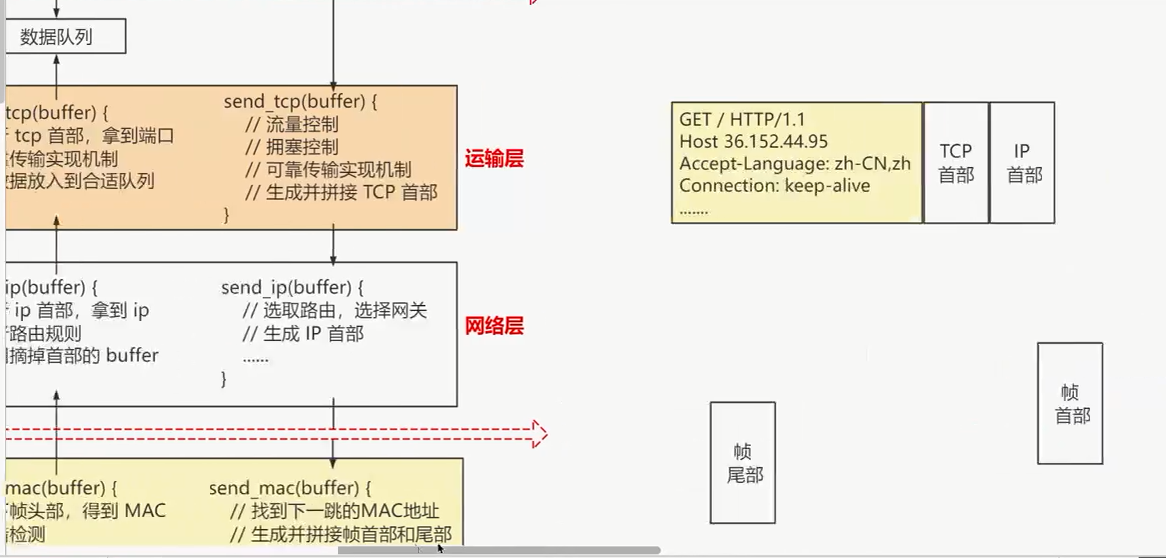 数据队列
tcp(buffer) {
tcp 首部，拿到端口
传输实现机制
数据放入到合适队列
send_tcp(buffer) {
// 流量控制
// 拥塞控制
// 可靠传输实现机制
// 生成并拼接 TCP 首部
}
运输层
ip(buffer) {
ip 首部，拿到 ip
路由规则
摘掉首部的 buffer
send_ip(buffer) {
// 选取路由，选择网关
// 生成 IP 首部
......
}
网络层
mac(buffer) {
帧头部，得到 MAC
检测
send_mac(buffer) {
// 找到下一跳的MAC地址
// 生成并拼接帧首部和尾部
GET / HTTP/1.1
Host 36.152.44.95
Accept-Language: zh-CN,zh
Connection: keep-alive
.......
TCP
首部
IP
首部
帧
首部
帧
尾部